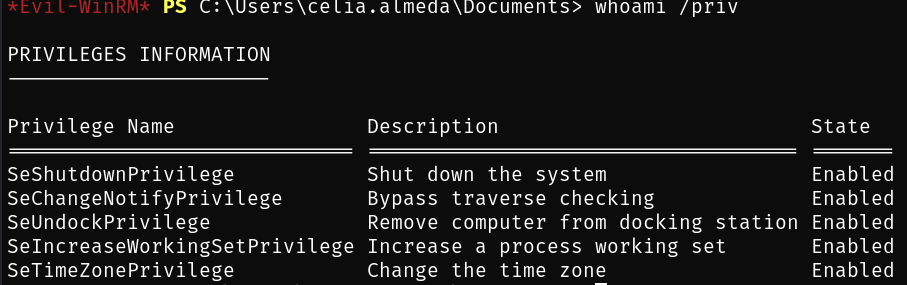 *Evil-WinRM* PS C:\Users\celia.almeda\Documents> whoami /priv
PRIVILEGES INFORMATION
----------------------
Privilege Name Description State
============================= ==================================== =======
SeShutdownPrivilege Shut down the system Enabled
SeChangeNotifyPrivilege Bypass traverse checking Enabled
SeUndockPrivilege Remove computer from docking station Enabled
SeIncreaseWorkingSetPrivilege Increase a process working set Enabled
SeTimeZonePrivilege Change the time zone Enabled